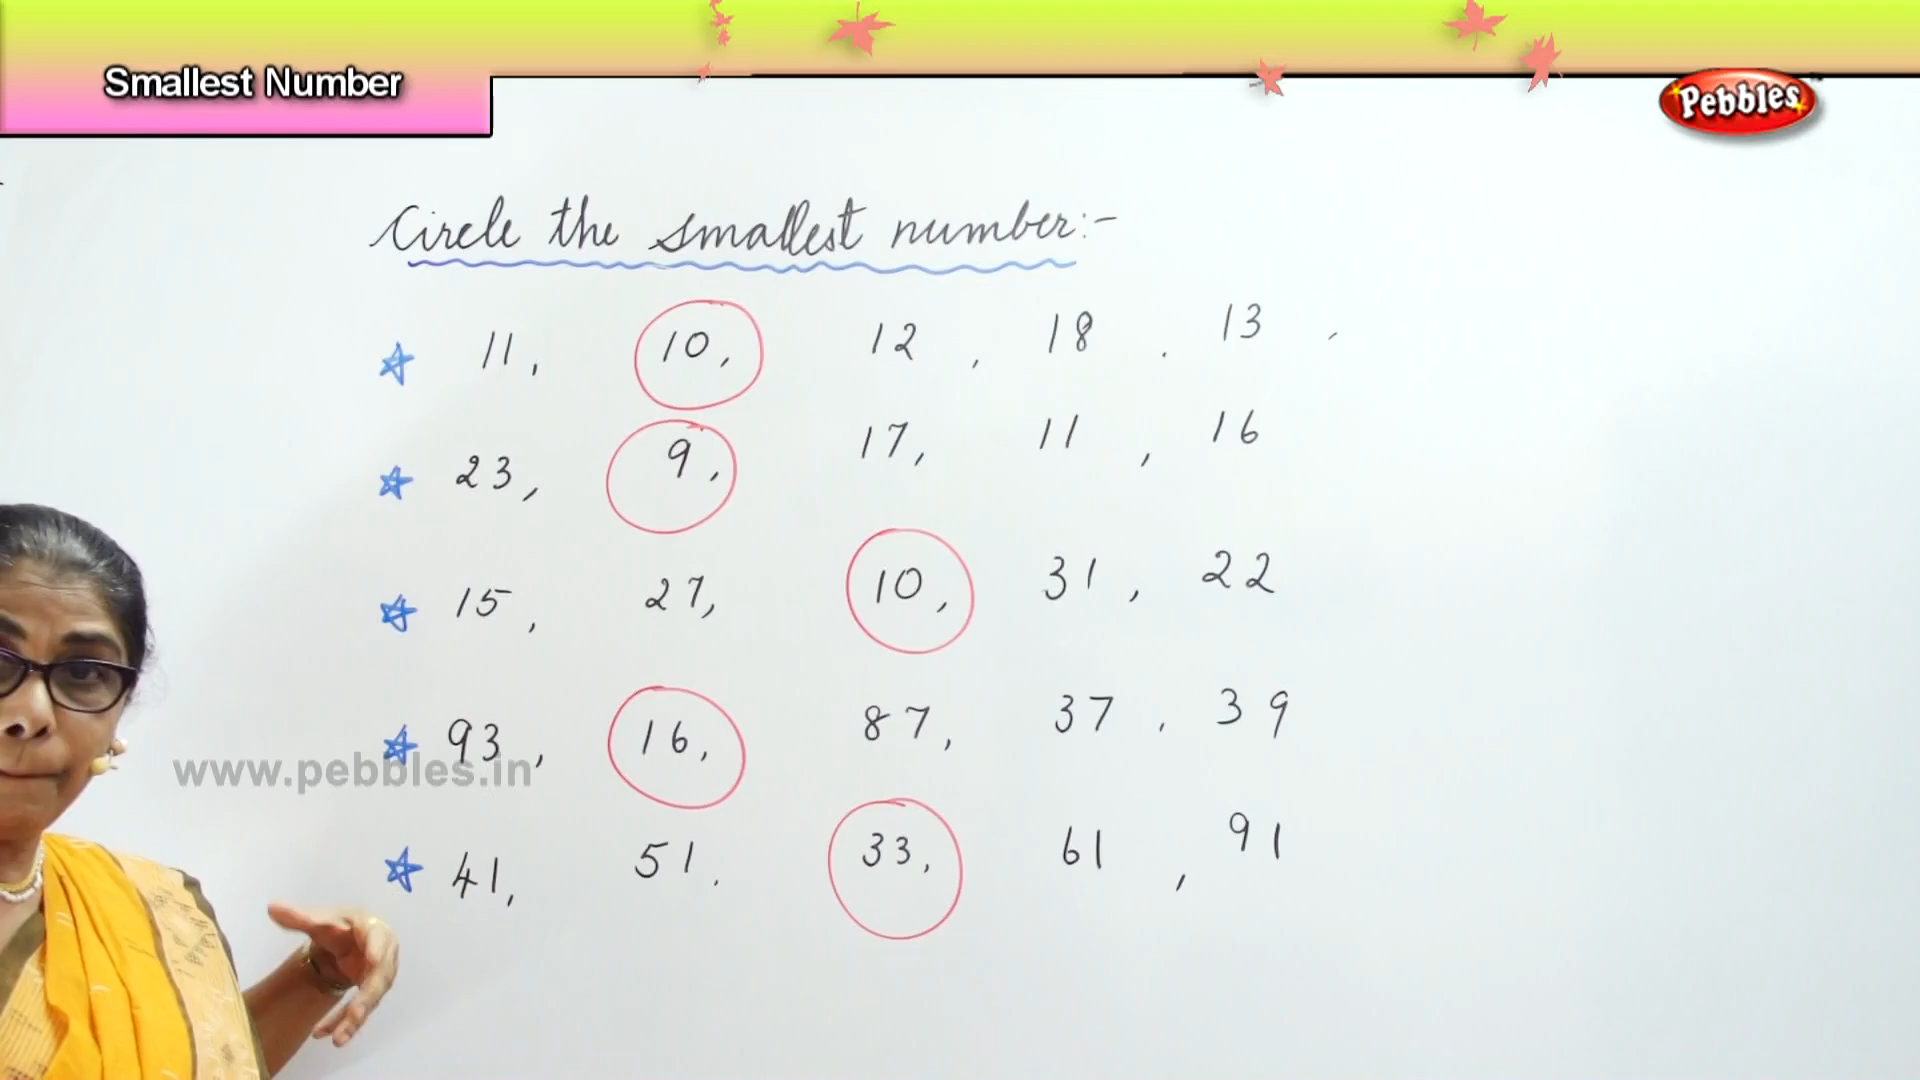 Smallest Number
Pebbles
Circle the smallest number:-
11, 10, 12, 18, 13,
23, 9, 17, 11, 16
15, 27, 10, 31, 22
93, 16, 87, 37, 39
www.pebbles.in
41, 51, 33, 61, 91